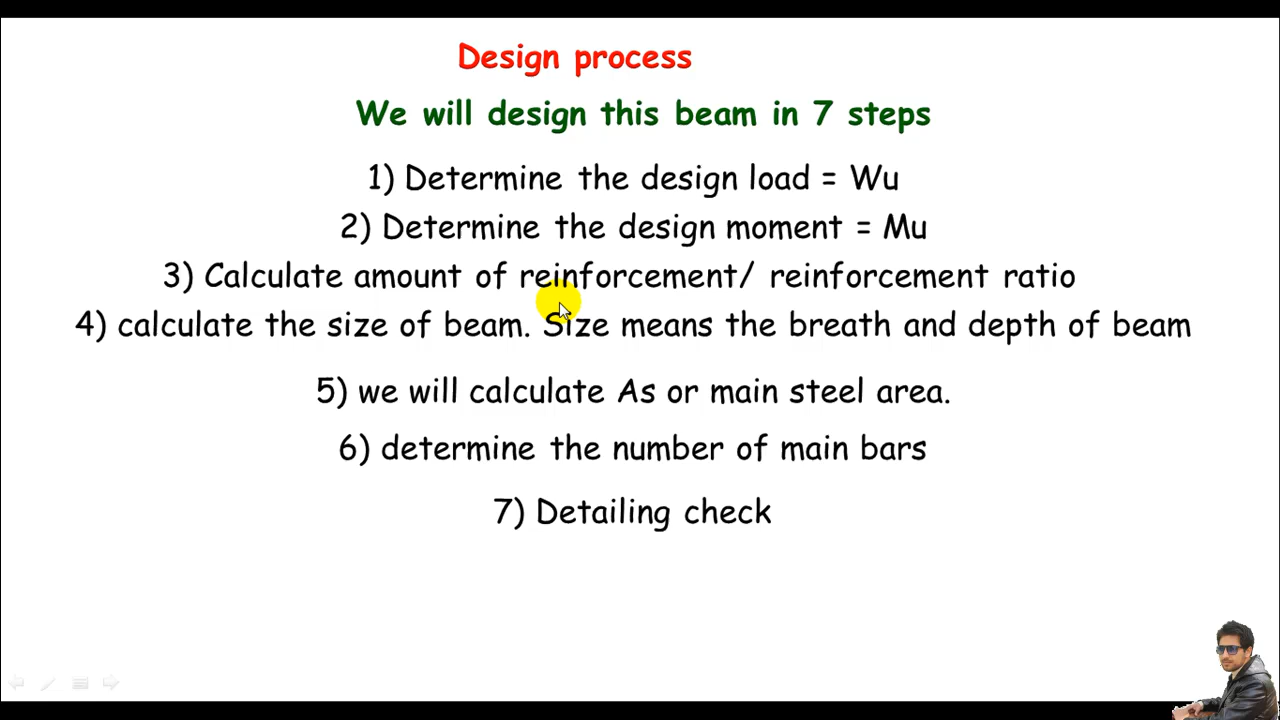 Design process
We will design this beam in 7 steps
1) Determine the design load = Wu
2) Determine the design moment = Mu
3) Calculate amount of reinforcement/ reinforcement ratio
4) calculate the size of beam. Size means the breath and depth of beam
5) we will calculate As or main steel area.
6) determine the number of main bars
7) Detailing check